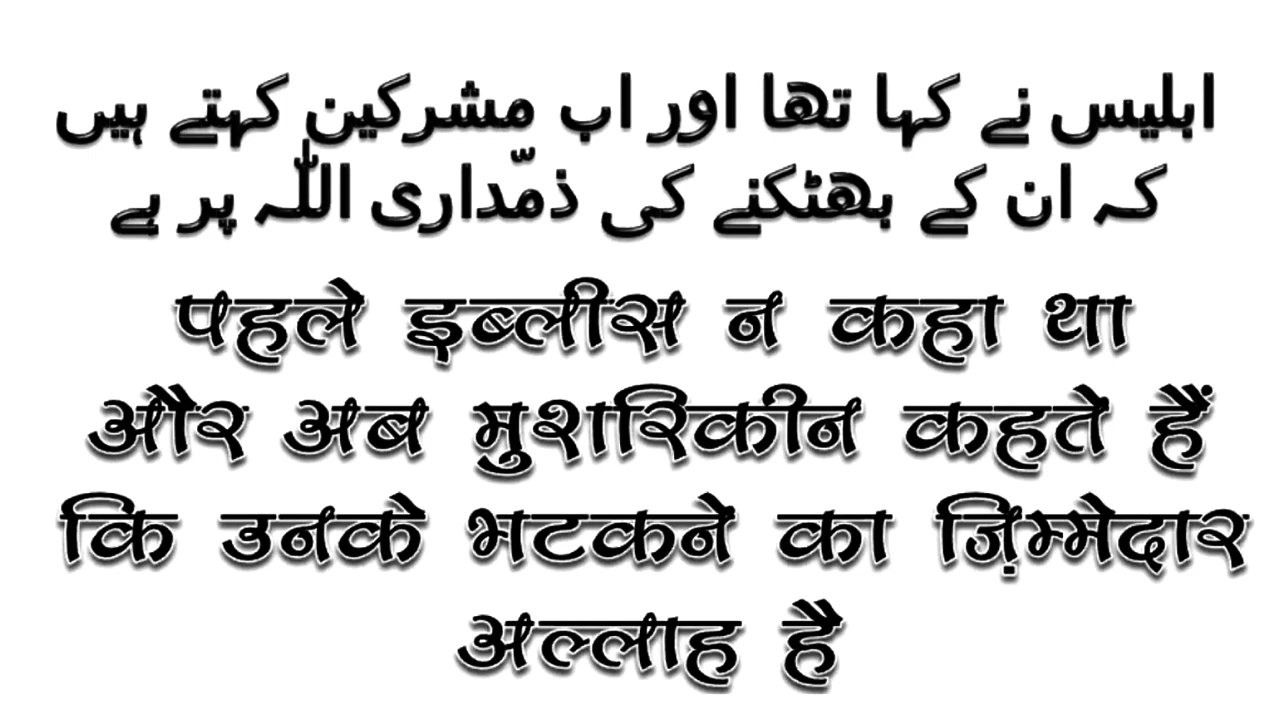 ابلیس نے کہا تھا اور اب مشرکین کہتے ہیں
کہ ان کے بھٹکنے کی ذمّداری اللّٰہ پر ہے
पहले इब्लीस न कहा था
और अब मुशरिकीन कहते हैं
कि उनके भटकने का ज़िम्मेदार
अल्लाह है